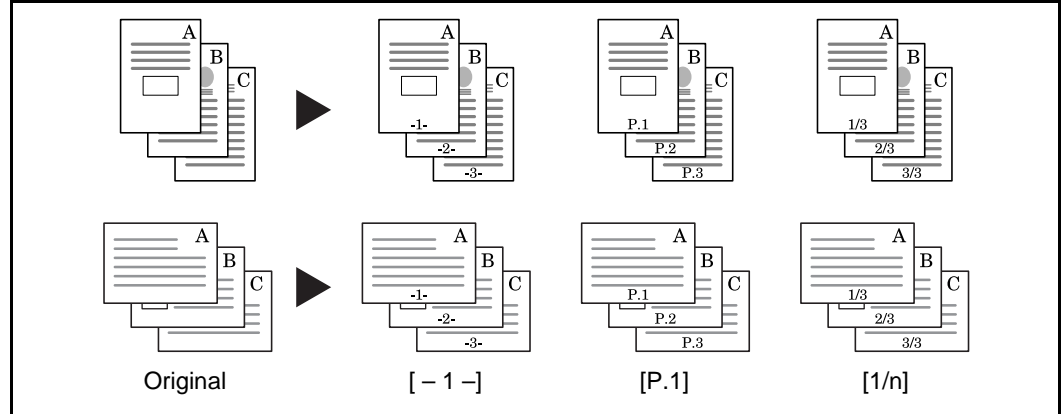 A A A A
B B B B
C C C C
-1- P.1 1/3
-2- P.2 2/3
-3- P.3 3/3
A A A A
B B B B
C C C C
-1- P.1 1/3
-2- P.2 2/3
-3- P.3 3/3
Original [ – 1 –] [P.1] [1/n]